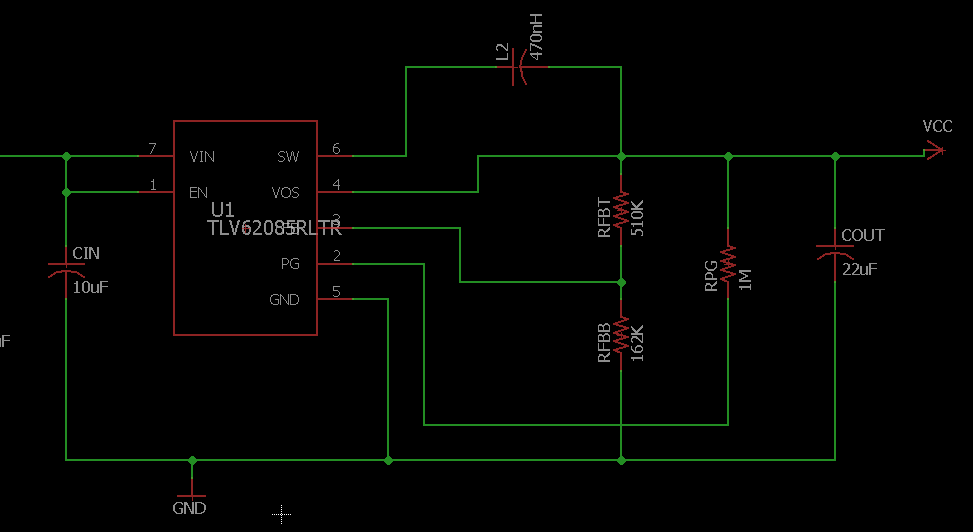 L2
470nH
VCC
7
VIN
SW
6
1
EN
VOS
4
U1
TLV62085RLTR
3
PG
2
GND
5
CIN
10uF
RFBT
510K
RPG
1M
COUT
22uF
RFBB
162K
F
GND